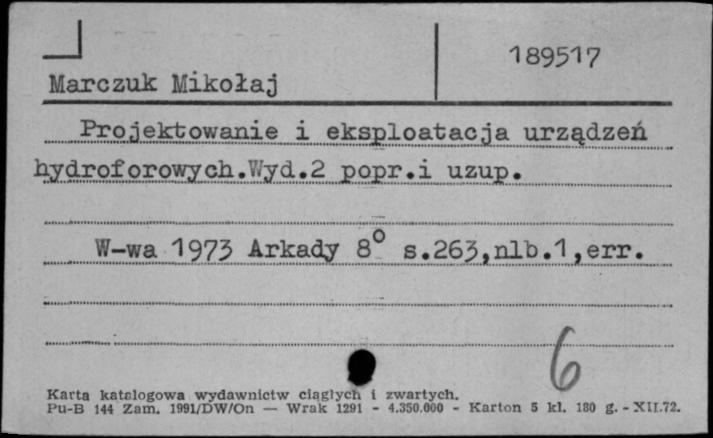 189517
Marczuk Mikołaj
Projektowanie i eksploatacja urządzeń
hydroforowych.Wyd.2 popr.i uzup.
W-wa 1973 Arkady 8° s.263,nlb.1,err.
6
Karta katalogowa wydawnictw ciągłych i zwartych.
Pu-B 144 Zam. 1991/DW/On — Wrak 1291 - 4.350.000 - Karton 5 kl. 180 g. - XII.72.